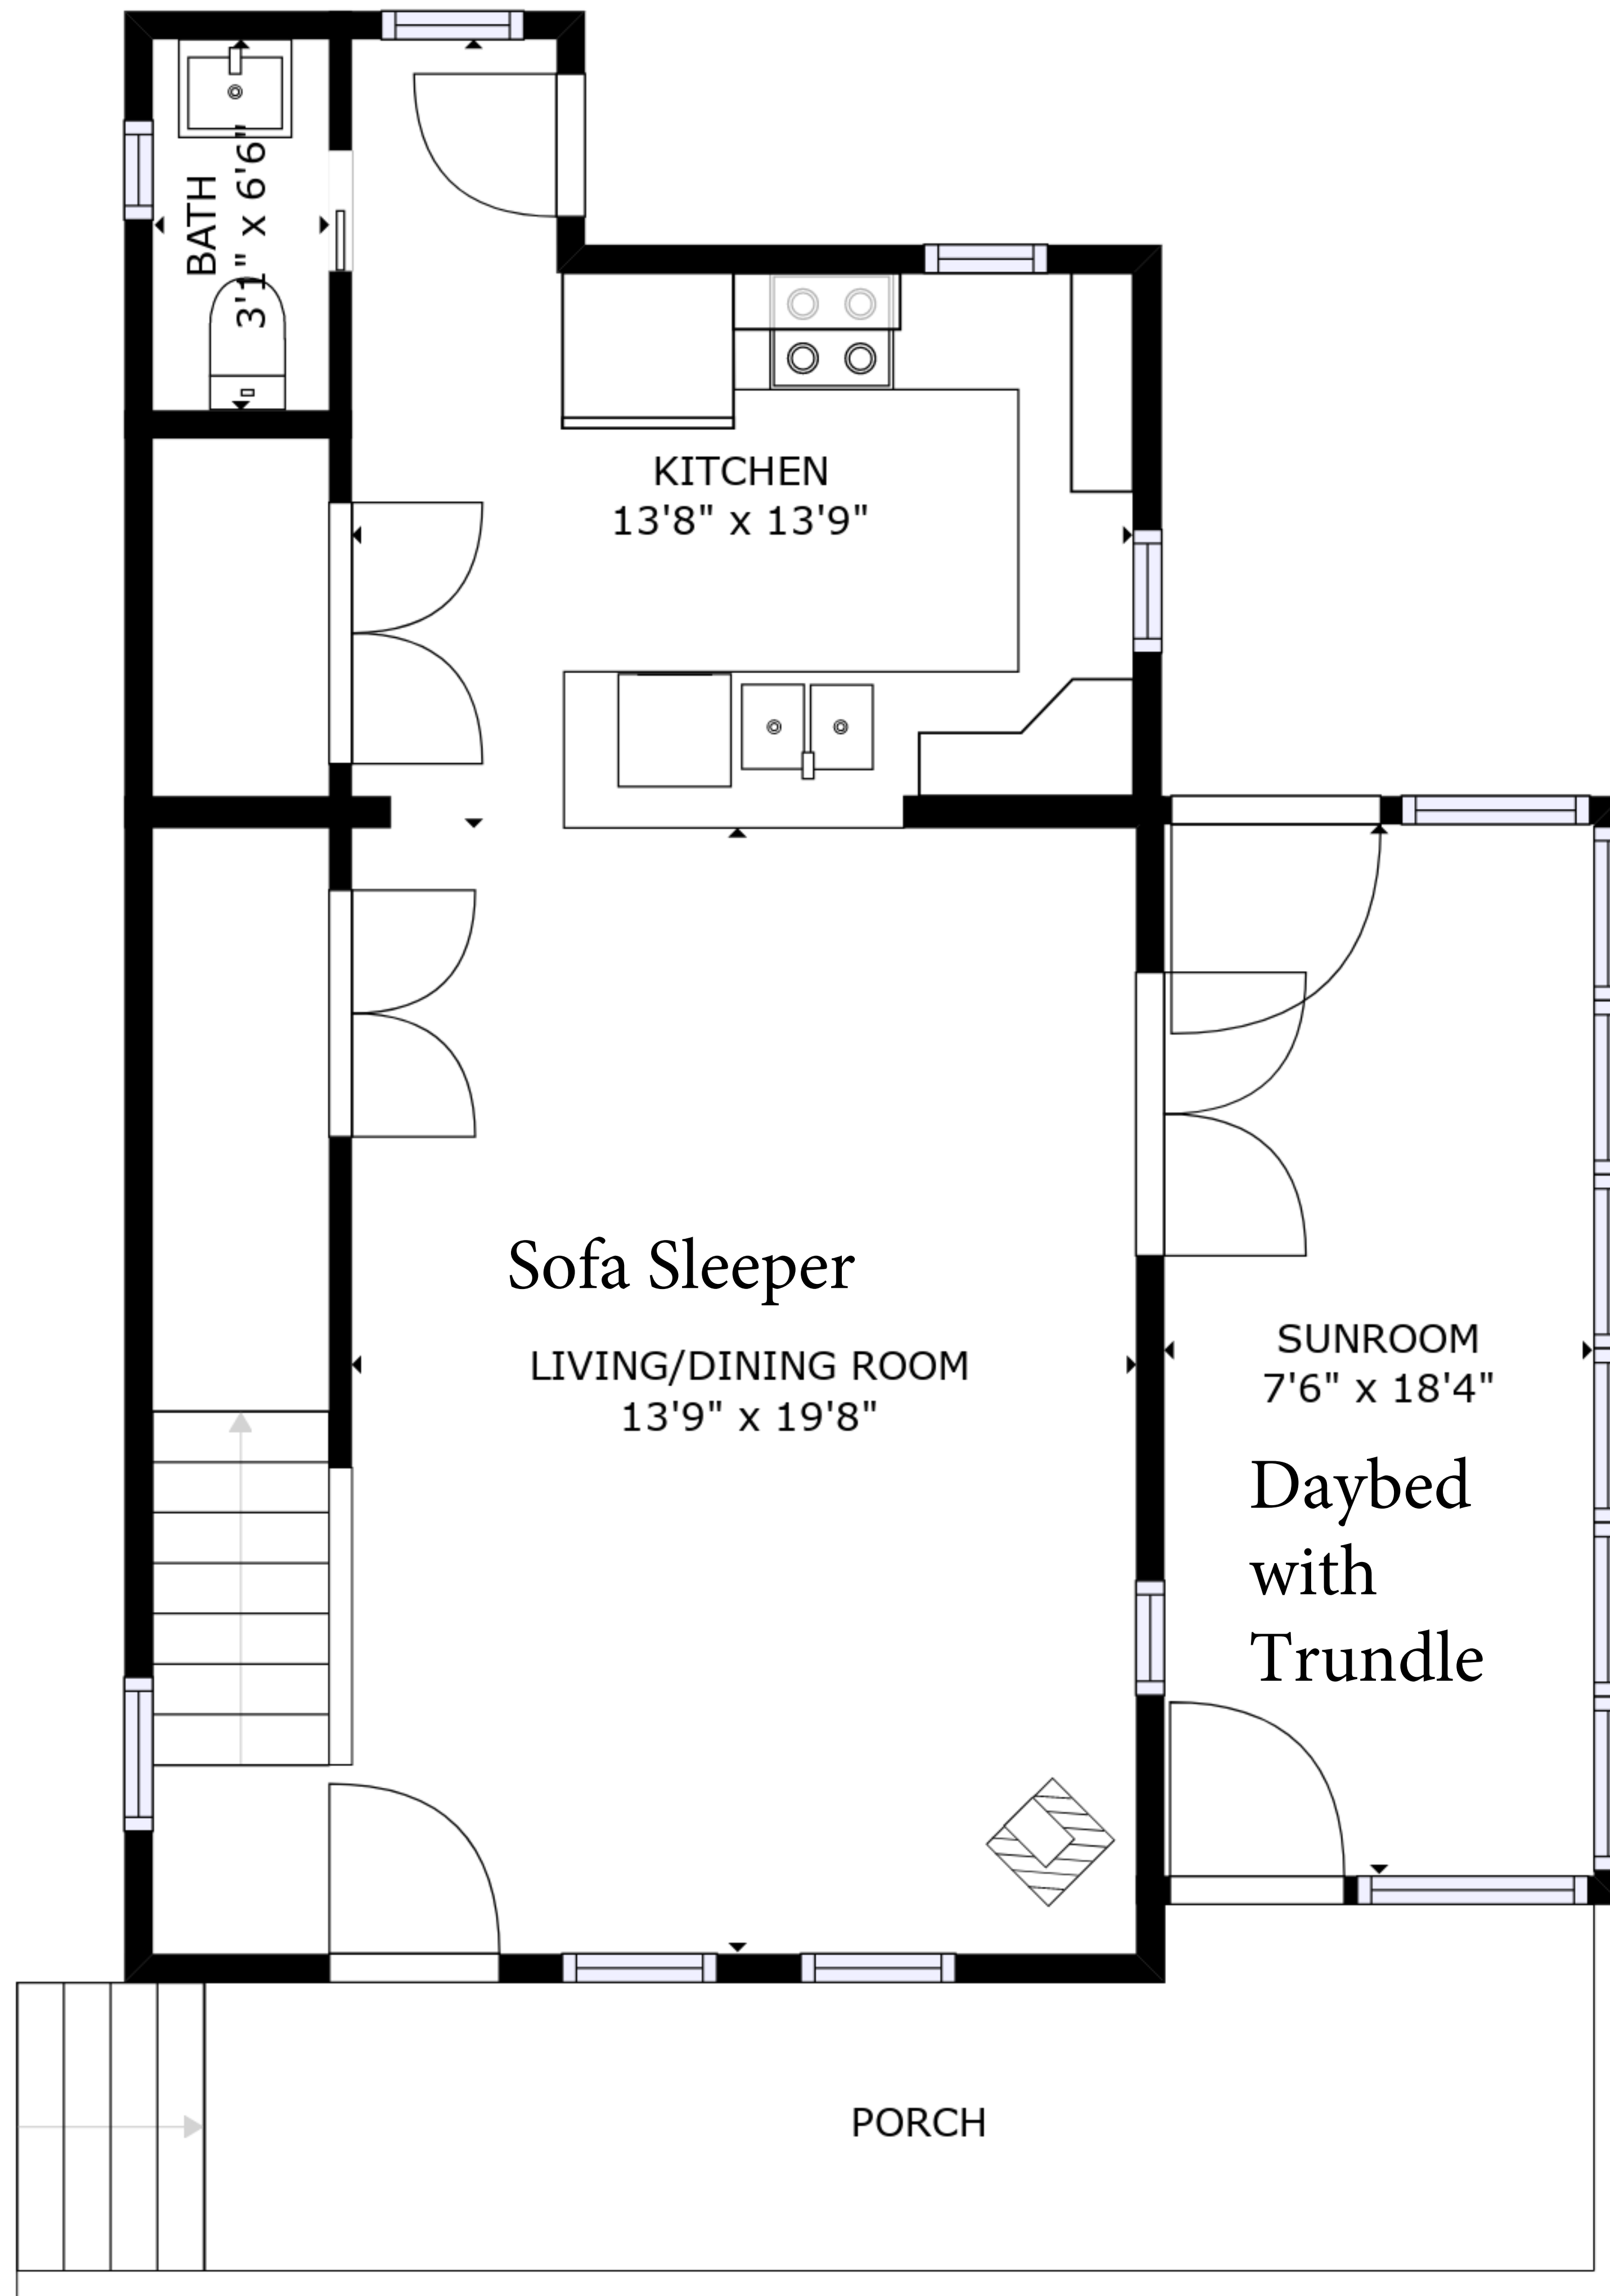 BATH
3'1" x 6'6"
KITCHEN
13'8" x 13'9"
Sofa Sleeper
LIVING/DINING ROOM
13'9" x 19'8"
SUNROOM
7'6" x 18'4"
Daybed
with
Trundle
PORCH